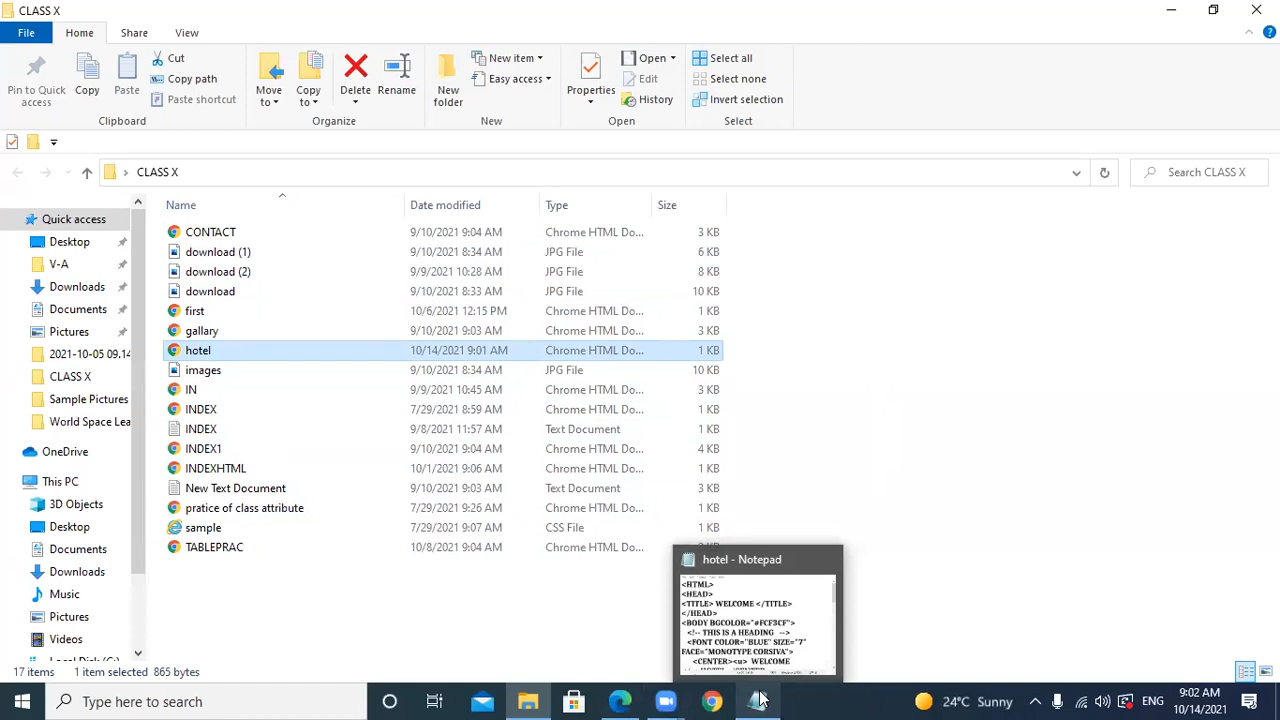 CLASS X
File
Home
Share
View
Pin to Quick access
Copy
Paste
Cut
Copy path
Paste shortcut
Clipboard
Move to
Copy to
Delete
Rename
Organize
New folder
New item
Easy access
New
Properties
Open
Edit
History
Open
Select all
Select none
Invert selection
Select
CLASS X
Search CLASS X
Name Date modified Type Size
CONTACT 9/10/2021 9:04 AM Chrome HTML Do... 3 KB
download (1) 9/10/2021 8:34 AM JPG File 6 KB
download (2) 9/9/2021 10:28 AM JPG File 8 KB
download 9/10/2021 8:33 AM JPG File 10 KB
first 10/6/2021 12:15 PM Chrome HTML Do... 1 KB
gallary 9/10/2021 9:03 AM Chrome HTML Do... 3 KB
hotel 10/14/2021 9:01 AM Chrome HTML Do... 1 KB
images 9/10/2021 8:34 AM JPG File 10 KB
IN 9/9/2021 10:45 AM Chrome HTML Do... 3 KB
INDEX 7/29/2021 8:59 AM Chrome HTML Do... 1 KB
INDEX 9/8/2021 11:57 AM Text Document 1 KB
INDEX1 9/10/2021 9:04 AM Chrome HTML Do... 4 KB
INDEXHTML 10/1/2021 9:06 AM Chrome HTML Do... 1 KB
New Text Document 9/10/2021 9:03 AM Text Document 3 KB
pratice of class attribute 7/29/2021 9:26 AM Chrome HTML Do... 1 KB
sample 7/29/2021 9:07 AM CSS File 1 KB
TABLEPRAC 10/8/2021 9:04 AM Chrome HTML Do...
Quick access
Desktop
V-A
Downloads
Documents
Pictures
2021-10-05 09.14
CLASS X
Sample Pictures
World Space Lea
OneDrive
This PC
3D Objects
Desktop
Documents
Downloads
Music
Pictures
Videos
hotel - Notepad
<HTML>
<HEAD>
<TITLE> WELCOME </TITLE>
</HEAD>
<BODY BGCOLOR="#FCF3CF">
<!-- THIS IS A HEADING -->
<FONT COLOR="BLUE" SIZE="7"
FACE="MONOTYPE CORSIVA">
<CENTER><u> WELCOME
17 items 1 item selected 865 bytes
Type here to search
24°C Sunny
ENG
9:02 AM
10/14/2021